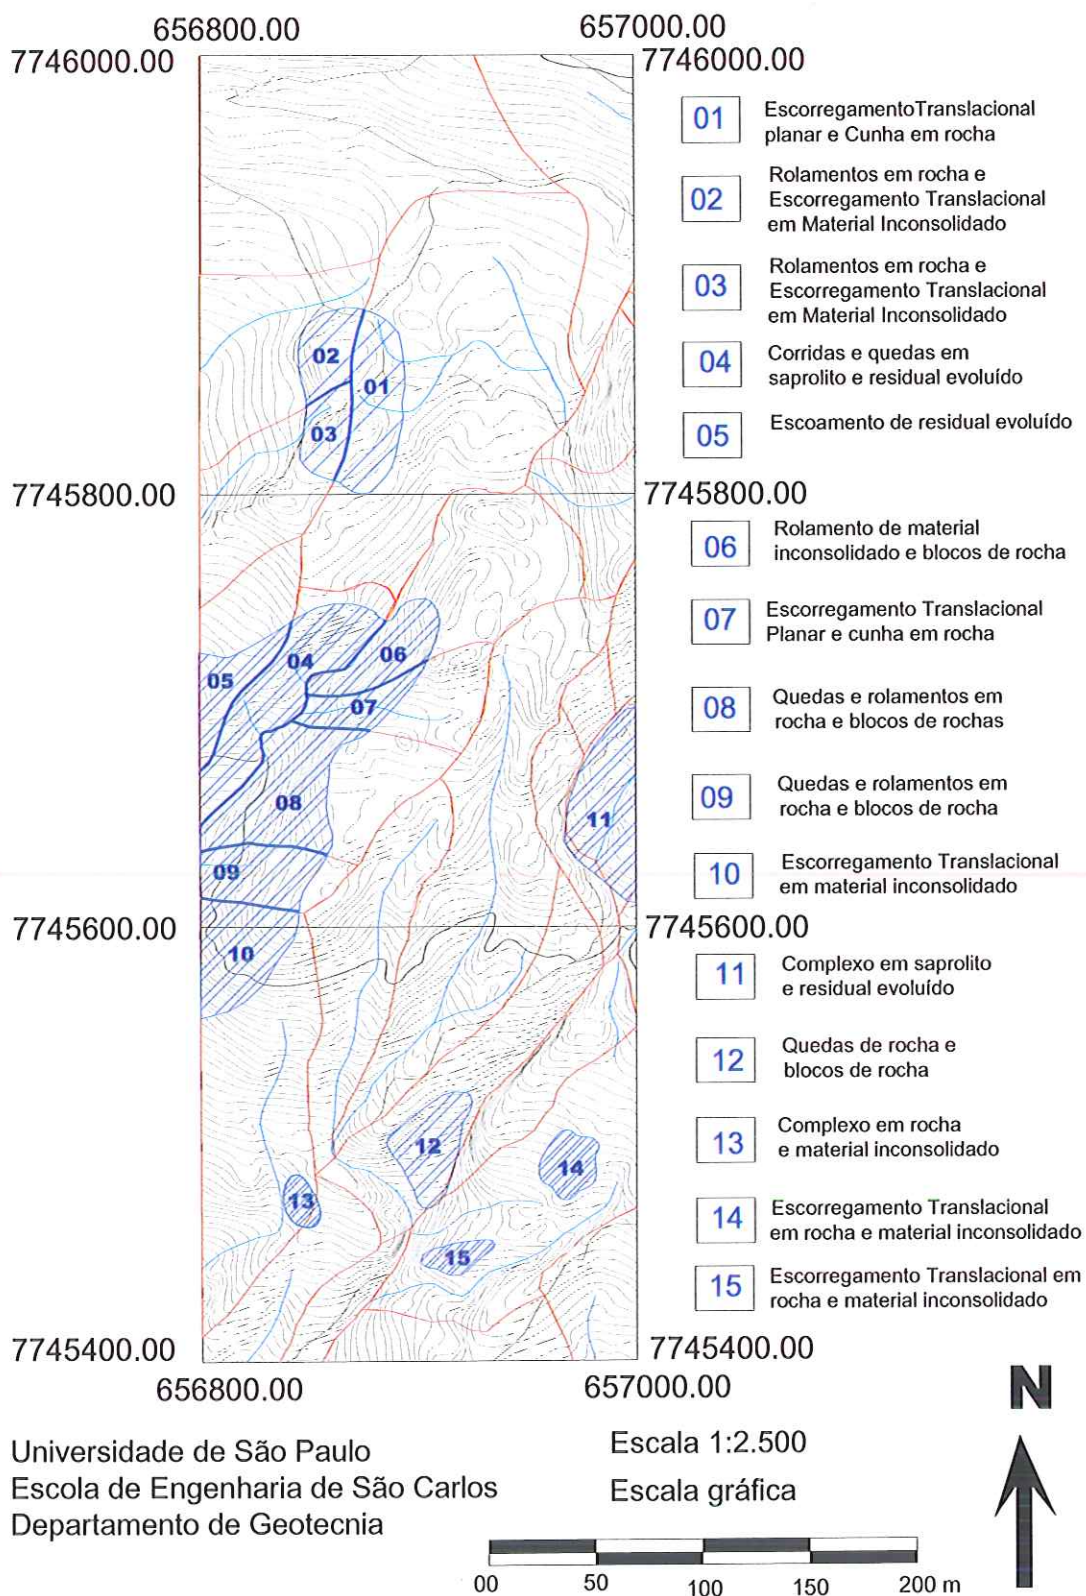 656800.00 657000.00
7746000.00 7746000.00
01 EscorregamentoTranslacional
planar e Cunha em rocha
02 Rolamentos em rocha e
Escorregamento Translacional
em Material Inconsolidado
03 Rolamentos em rocha e
Escorregamento Translacional
em Material Inconsolidado
04 Corridas e quedas em
saprolito e residual evoluído
05 Escoamento de residual evoluído
02
01
03
7745800.00 7745800.00
06 Rolamento de material
inconsolidado e blocos de rocha
07 Escorregamento Translacional
Planar e cunha em rocha
08 Quedas e rolamentos em
rocha e blocos de rochas
09 Quedas e rolamentos em
rocha e blocos de rocha
10 Escorregamento Translacional
em material inconsolidado
04
06
05
07
08
11
09
10
7745600.00 7745600.00
11 Complexo em saprolito
e residual evoluído
12 Quedas de rocha e
blocos de rocha
13 Complexo em rocha
e material inconsolidado
14 Escorregamento Translacional
em rocha e material inconsolidado
15 Escorregamento Translacional em
rocha e material inconsolidado
12
14
13
15
7745400.00 7745400.00
656800.00 657000.00
N
Universidade de São Paulo
Escola de Engenharia de São Carlos
Departamento de Geotecnia
Escala 1:2.500
Escala gráfica
00 50 100 150 200 m